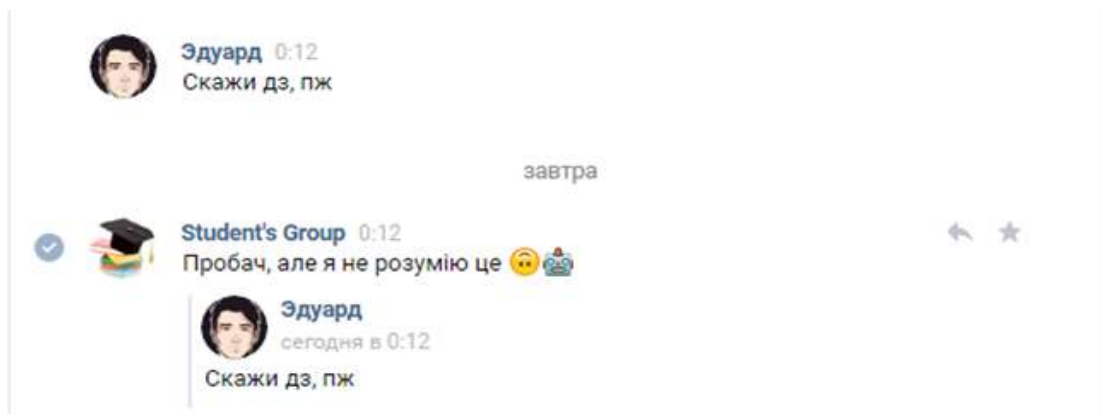 Эдуард 0:12
Скажи дз, пж
завтра
Student's Group 0:12
Пробач, але я не розумію це 🙃🤖
Эдуард
сегодня в 0:12
Скажи дз, пж